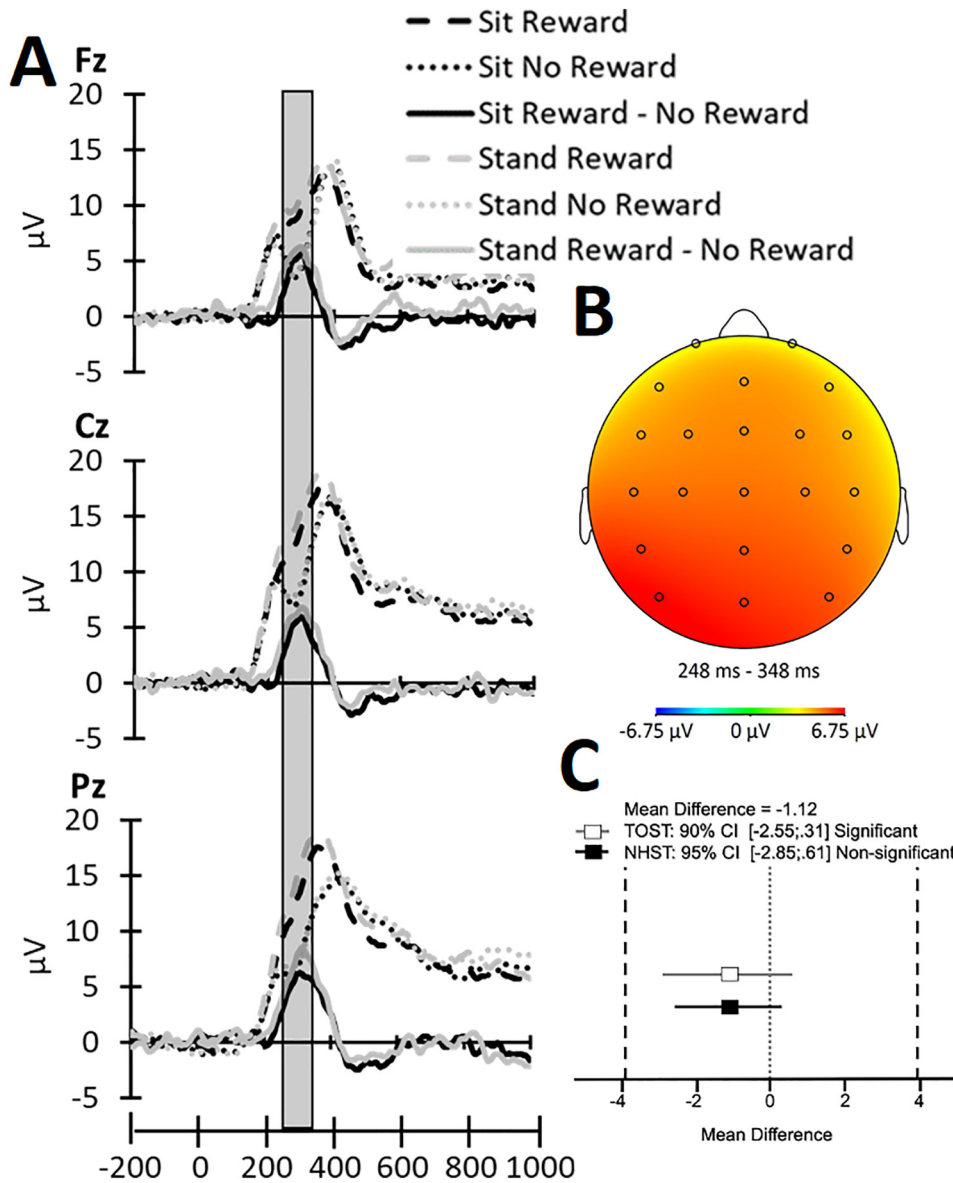 A
Fz
Sit Reward
Sit No Reward
Sit Reward - No Reward
Stand Reward
Stand No Reward
Stand Reward - No Reward
20
15
10
5
0
-5
µV
Cz
20
15
10
5
0
-5
µV
Pz
20
15
10
5
0
-5
µV
-200 0 200 400 600 800 1000
B
248 ms - 348 ms
-6.75 µV 0 µV 6.75 µV
C
Mean Difference = -1.12
TOST: 90% CI [-2.55;.31] Significant
NHST: 95% CI [-2.85;.61] Non-significant
-4 -2 0 2 4
Mean Difference